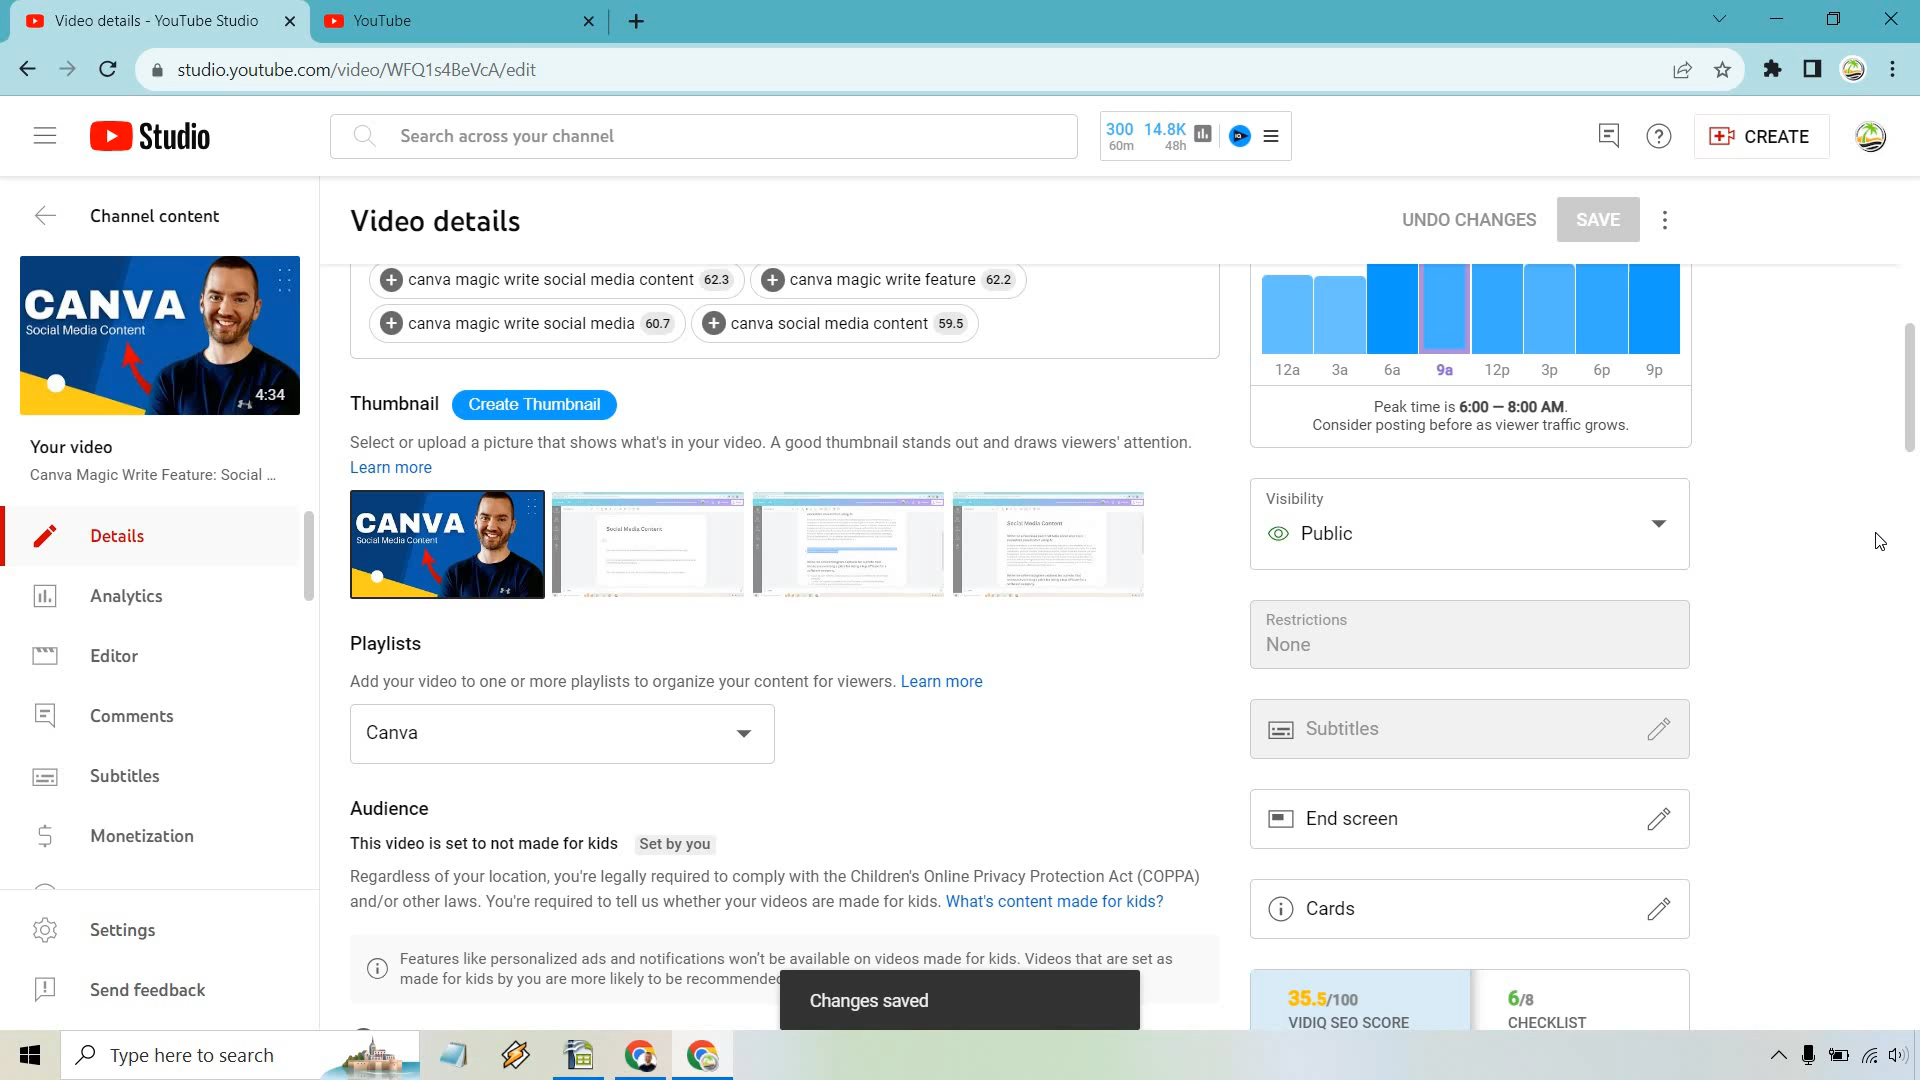 Video details - YouTube Studio
YouTube
studio.youtube.com/video/WFQ1s4BeVcA/edit
Studio
Search across your channel
300 14.8K
60m 48h
CREATE
Channel content
Video details
UNDO CHANGES
SAVE
CANVA
Social Media Content
4:34
Your video
Canva Magic Write Feature: Social ...
Details
Analytics
Editor
Comments
Subtitles
Monetization
Settings
Send feedback
canva magic write social media content 62.3
canva magic write feature 62.2
canva magic write social media 60.7
canva social media content 59.5
Thumbnail
Create Thumbnail
Select or upload a picture that shows what's in your video. A good thumbnail stands out and draws viewers' attention.
Learn more
CANVA
Social Media Content
Social Media Content
Social Media Content
Playlists
Add your video to one or more playlists to organize your content for viewers. Learn more
Canva
Audience
This video is set to not made for kids Set by you
Regardless of your location, you're legally required to comply with the Children's Online Privacy Protection Act (COPPA)
and/or other laws. You're required to tell us whether your videos are made for kids. What's content made for kids?
Features like personalized ads and notifications won't be available on videos made for kids. Videos that are set as
made for kids by you are more likely to be recommended
Changes saved
12a 3a 6a 9a 12p 3p 6p 9p
Peak time is 6:00 — 8:00 AM.
Consider posting before as viewer traffic grows.
Visibility
Public
Restrictions
None
Subtitles
End screen
Cards
35.5/100
VIDIQ SEO SCORE
6/8
CHECKLIST
Type here to search